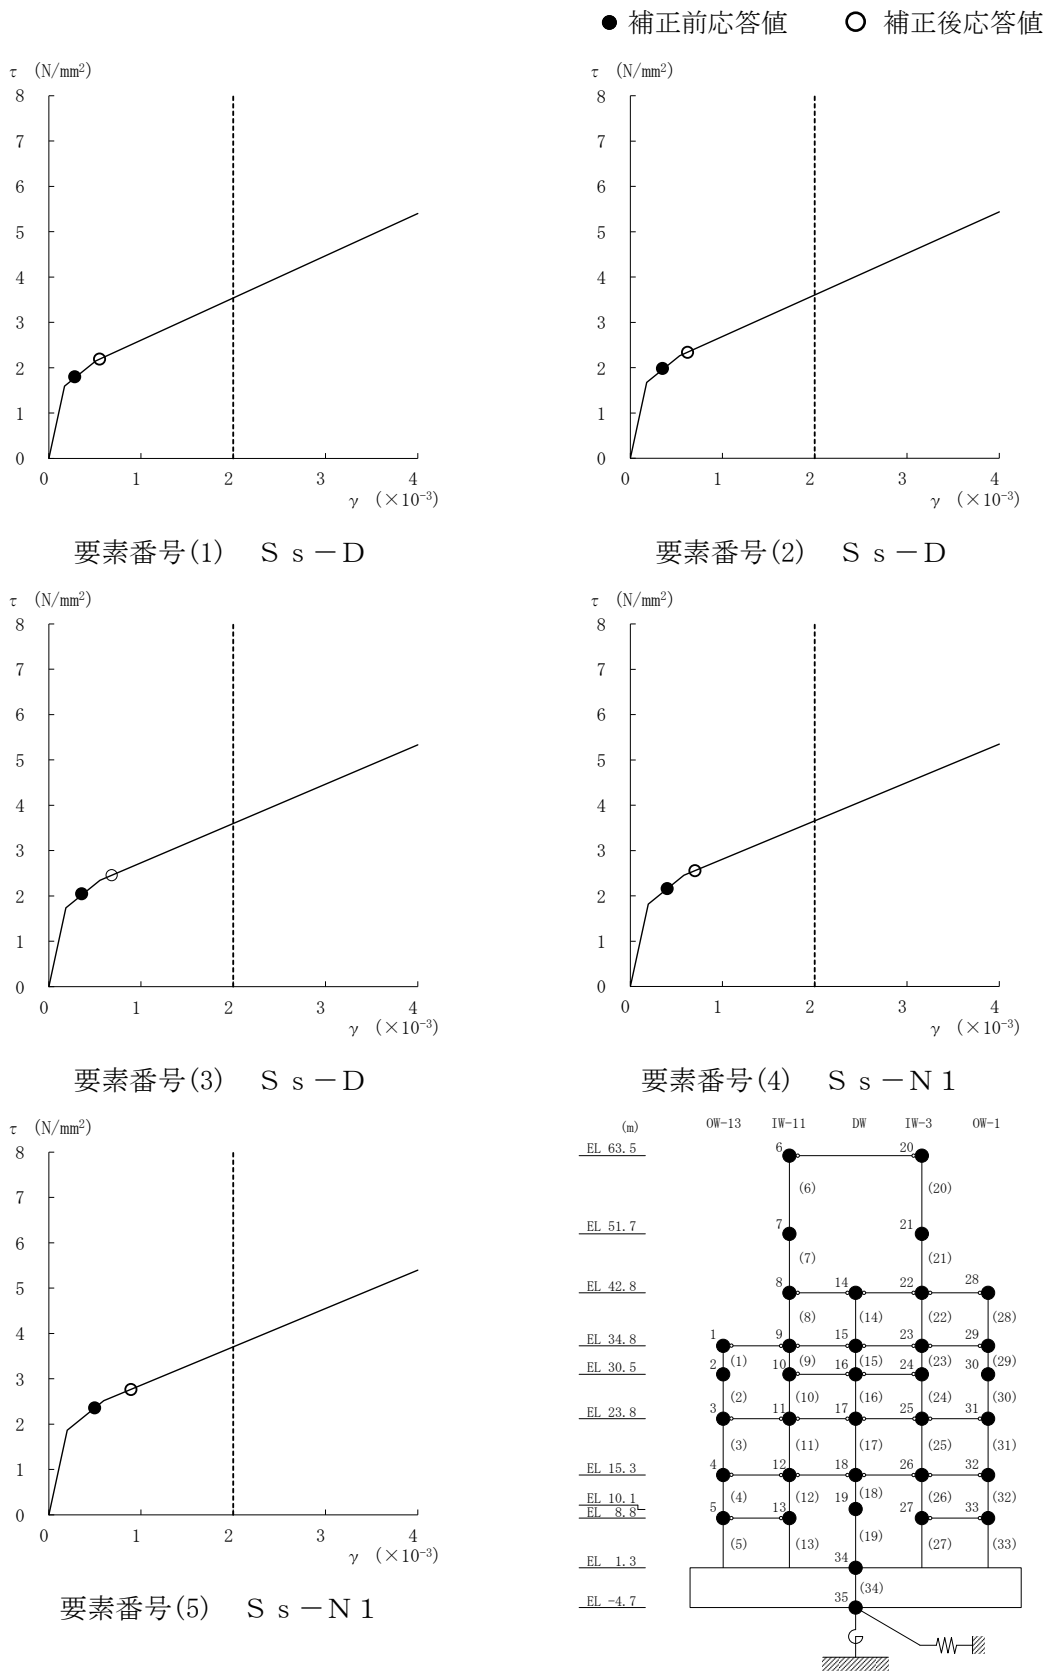 ● 補正前応答値 ○ 補正後応答値
τ (N/mm²)
8
7
6
5
4
3
2
1
0
0 1 2 3 4
γ (×10⁻³)
要素番号(1) Ｓｓ－Ｄ
τ (N/mm²)
8
7
6
5
4
3
2
1
0
0 1 2 3 4
γ (×10⁻³)
要素番号(2) Ｓｓ－Ｄ
τ (N/mm²)
8
7
6
5
4
3
2
1
0
0 1 2 3 4
γ (×10⁻³)
要素番号(3) Ｓｓ－Ｄ
τ (N/mm²)
8
7
6
5
4
3
2
1
0
0 1 2 3 4
γ (×10⁻³)
要素番号(4) Ｓｓ－Ｎ１
τ (N/mm²)
8
7
6
5
4
3
2
1
0
0 1 2 3 4
γ (×10⁻³)
要素番号(5) Ｓｓ－Ｎ１
(m) OW-13 IW-11 DW IW-3 OW-1
EL 63.5 6 20
(6) (20)
EL 51.7 7 21
(7) (21)
EL 42.8 8 14 22 28
(8) (14) (22) (28)
EL 34.8 1 9 15 23 29
(1) (9) (15) (23) (29)
EL 30.5 2 10 16 24 30
(2) (10) (16) (24) (30)
EL 23.8 3 11 17 25 31
(3) (11) (17) (25) (31)
EL 15.3 4 12 18 26 32
(4) (12) (18) (26) (32)
EL 10.1 19
EL 8.8 5 13 27 33
(5) (13) (19) (27) (33)
EL 1.3 34
(34)
EL -4.7 35